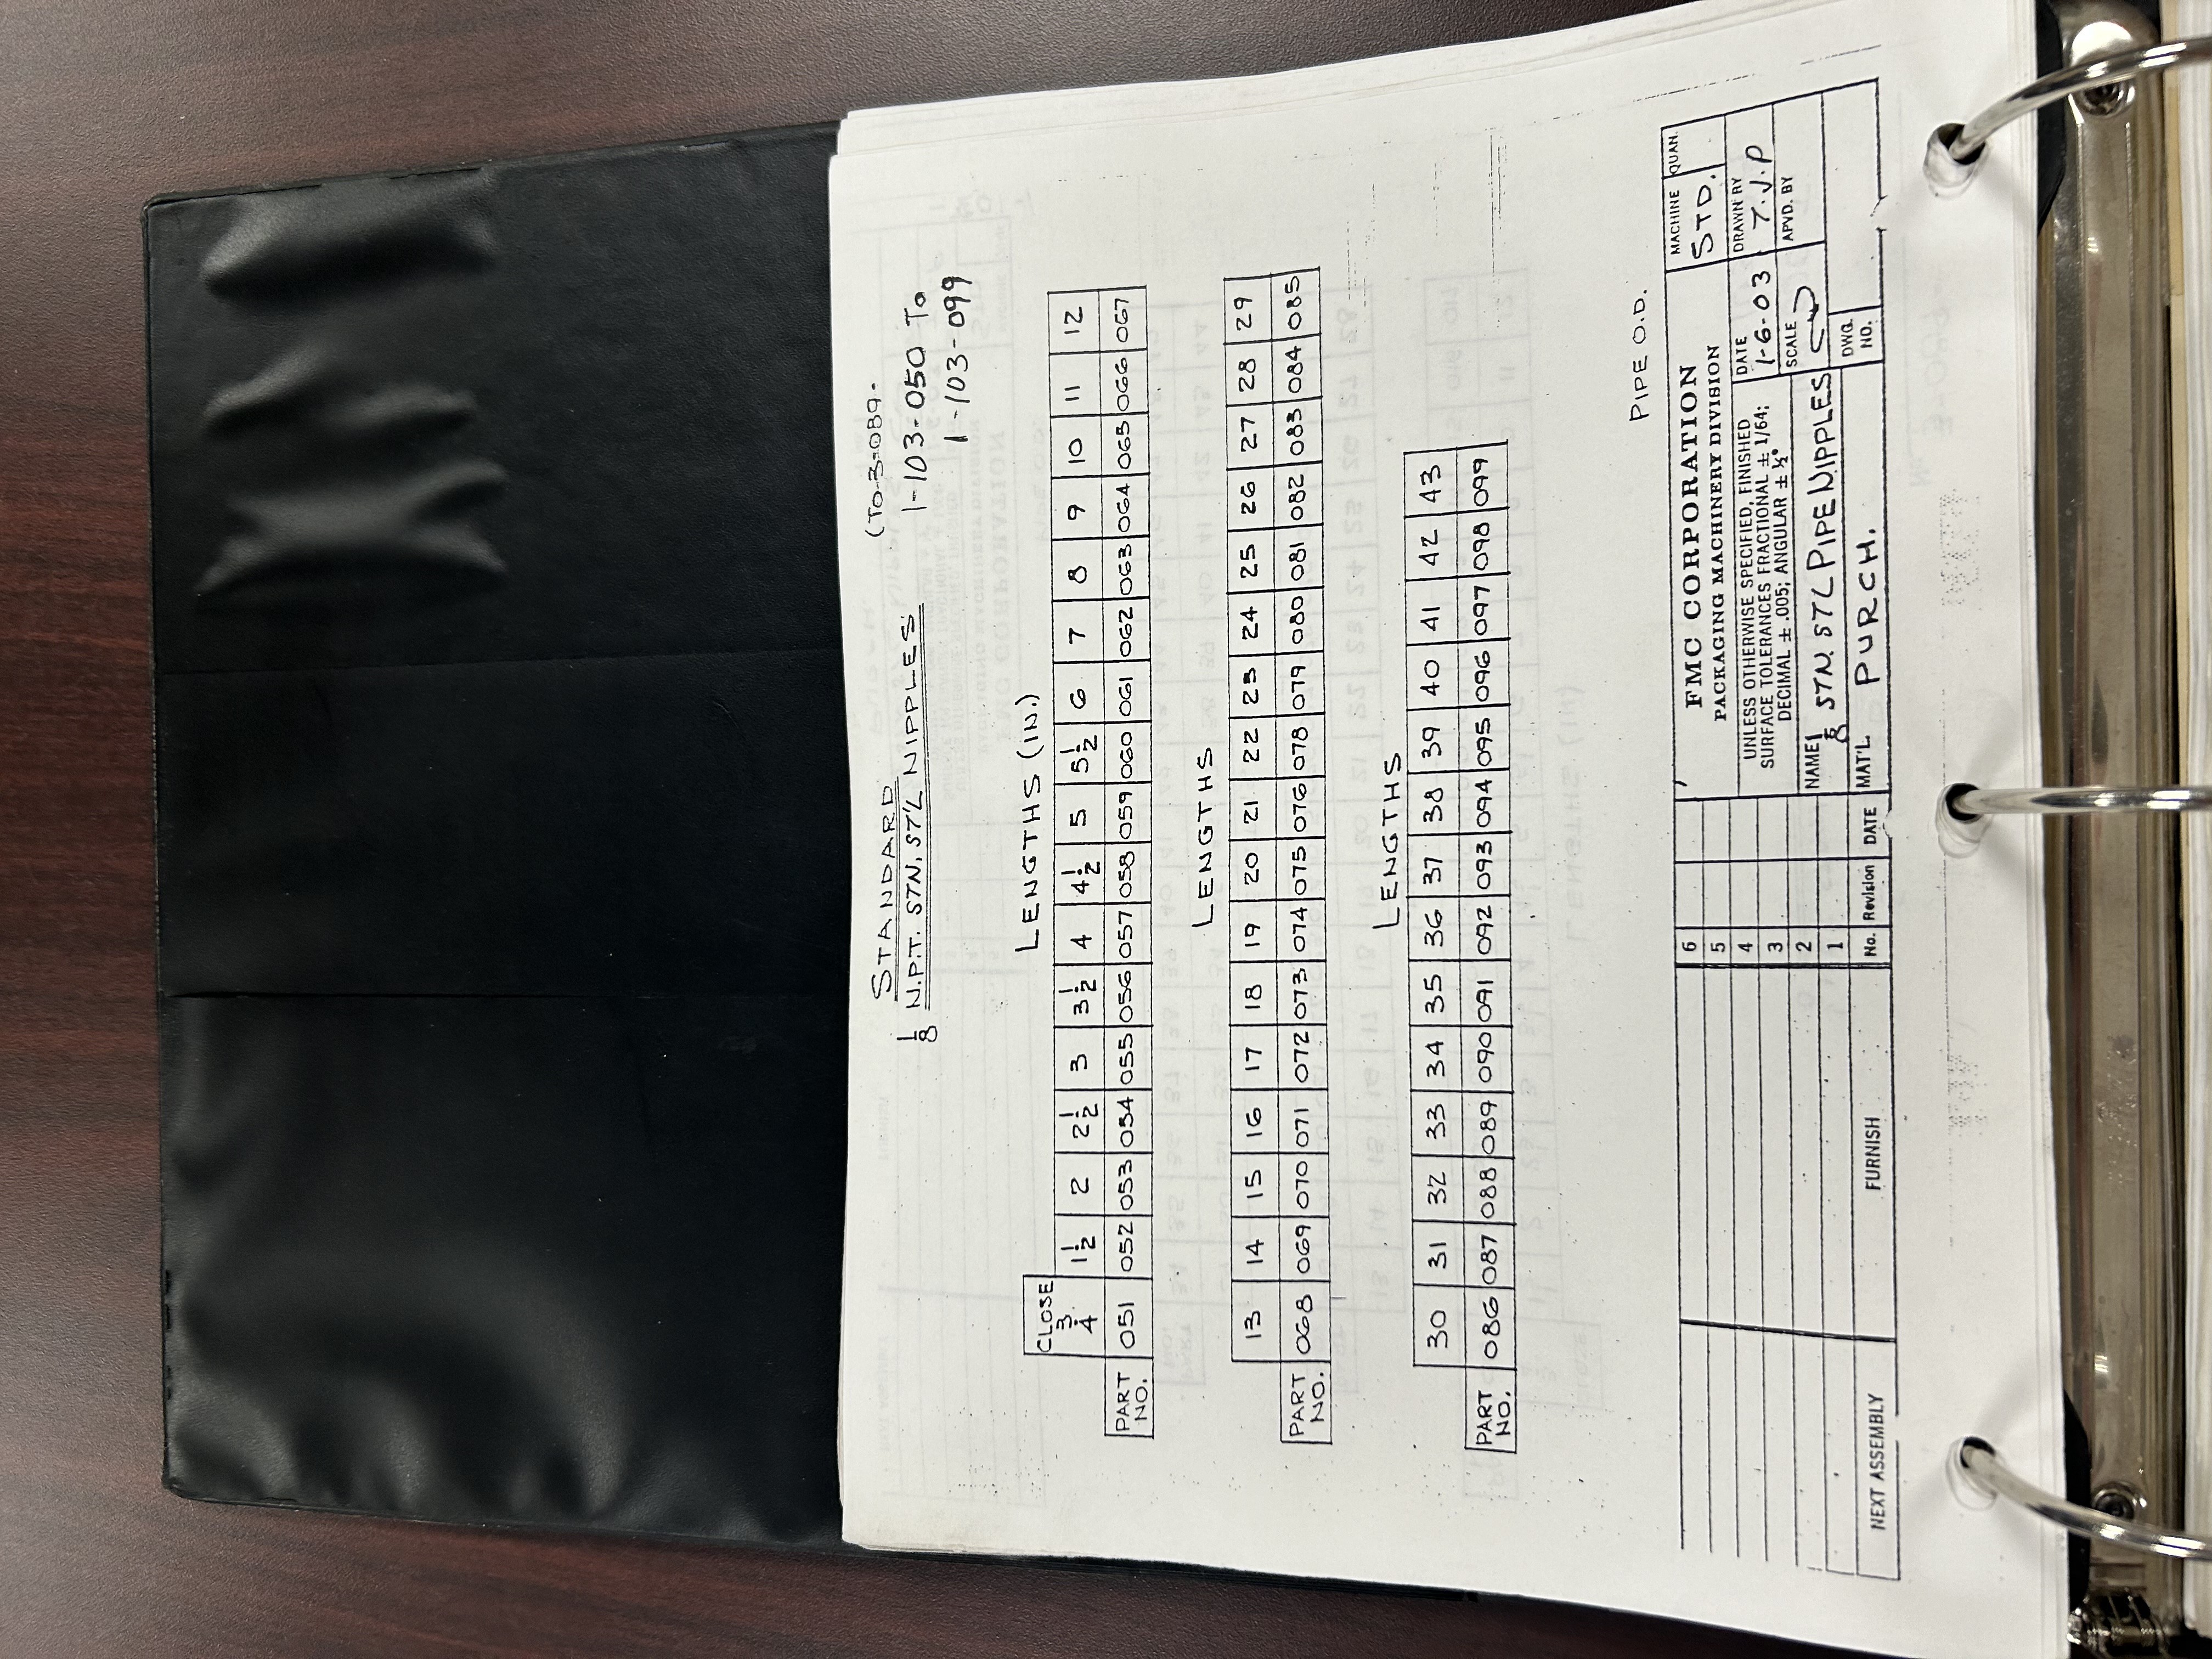 STANDARD
1/8 N.P.T. STN. ST'L NIPPLES
(TO-3-089-
1-103-050 TO
1-103-099
LENGTHS (IN.)
CLOSE 3/4 1 1/2 2 2 1/2 3 3 1/2 4 4 1/2 5 5 1/2 6 7 8 9 10 11 12
PART NO. 051 052 053 054 055 056 057 058 059 060 061 062 063 064 065 066 067
LENGTHS
13 14 15 16 17 18 19 20 21 22 23 24 25 26 27 28 29
PART NO. 068 069 070 071 072 073 074 075 076 078 079 080 081 082 083 084 085
LENGTHS
30 31 32 33 34 35 36 37 38 39 40 41 42 43
PART NO. 086 087 088 089 090 091 092 093 094 095 096 097 098 099
PIPE O.D.
6
5
4
3
2
1
No. Revision DATE
NEXT ASSEMBLY
FURNISH
FMC CORPORATION
PACKAGING MACHINERY DIVISION
UNLESS OTHERWISE SPECIFIED, FINISHED
SURFACE TOLERANCES FRACTIONAL ± 1/64;
DECIMAL ± .005; ANGULAR ± ½°
NAME 1/8 STN. STL PIPE NIPPLES
MAT'L. PURCH.
MACHINE
STD.
QUAN.
DATE
1-6-03
DRAWN BY
T.J.P
SCALE
APVD. BY
DWG.
NO.